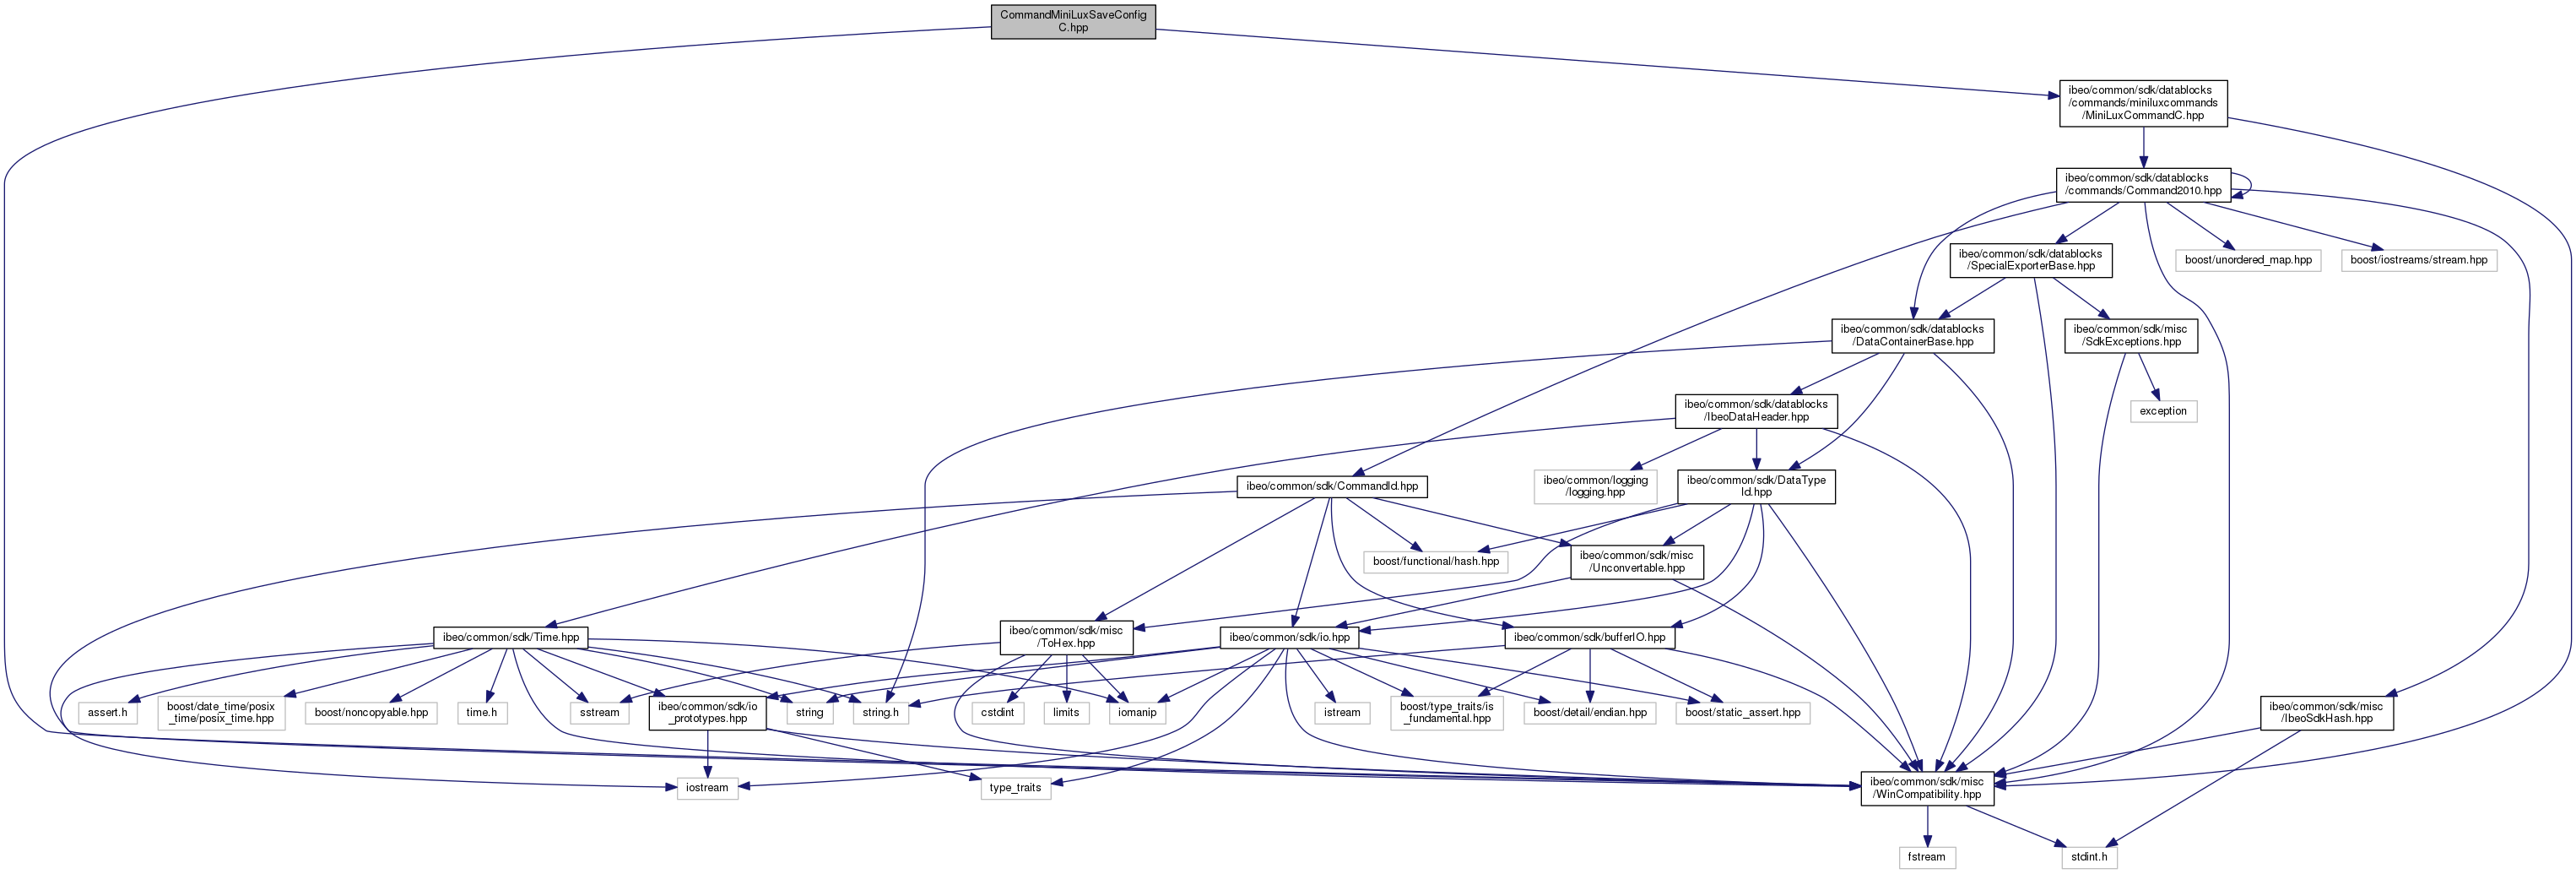 CommandMiniLuxSaveConfig
C.hpp
ibeo/common/sdk/datablocks
/commands/miniluxcommands
/MiniLuxCommandC.hpp
ibeo/common/sdk/datablocks
/commands/Command2010.hpp
ibeo/common/sdk/datablocks
/SpecialExporterBase.hpp
boost/unordered_map.hpp
boost/iostreams/stream.hpp
ibeo/common/sdk/datablocks
/DataContainerBase.hpp
ibeo/common/sdk/misc
/SdkExceptions.hpp
ibeo/common/sdk/datablocks
/IbeoDataHeader.hpp
exception
ibeo/common/sdk/CommandId.hpp
ibeo/common/logging
/logging.hpp
ibeo/common/sdk/DataType
Id.hpp
boost/functional/hash.hpp
ibeo/common/sdk/misc
/Unconvertable.hpp
ibeo/common/sdk/Time.hpp
ibeo/common/sdk/misc
/ToHex.hpp
ibeo/common/sdk/io.hpp
ibeo/common/sdk/bufferIO.hpp
assert.h
boost/date_time/posix
_time/posix_time.hpp
boost/noncopyable.hpp
time.h
sstream
ibeo/common/sdk/io
_prototypes.hpp
string
string.h
cstdint
limits
iomanip
istream
boost/type_traits/is
_fundamental.hpp
boost/detail/endian.hpp
boost/static_assert.hpp
ibeo/common/sdk/misc
/IbeoSdkHash.hpp
iostream
type_traits
ibeo/common/sdk/misc
/WinCompatibility.hpp
fstream
stdint.h